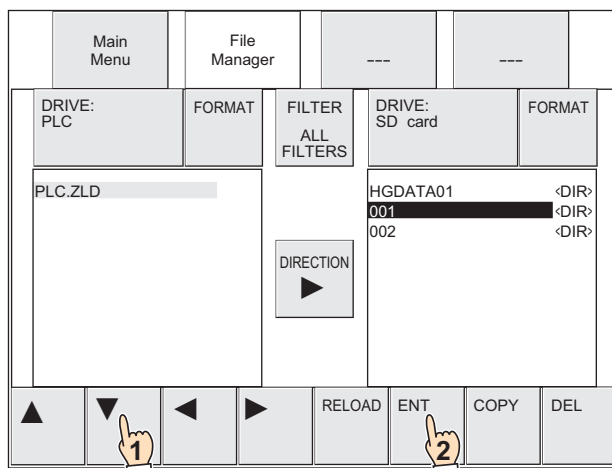 Main
Menu
File
Manager
---
---
DRIVE:
PLC
FORMAT
FILTER
ALL
FILTERS
DRIVE:
SD card
FORMAT
PLC.ZLD
HGDATA01 <DIR>
001 <DIR>
002 <DIR>
DIRECTION
▶
▲ ▼ ◀ ▶ RELOAD ENT COPY DEL
1 2